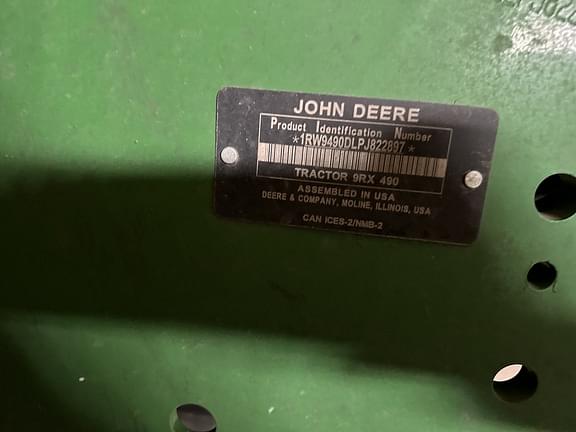 JOHN DEERE
Product Identification Number
*1RW9490DLPJ822897*
TRACTOR 9RX 490
ASSEMBLED IN USA
DEERE & COMPANY, MOLINE, ILLINOIS, USA
CAN ICES-2/NMB-2